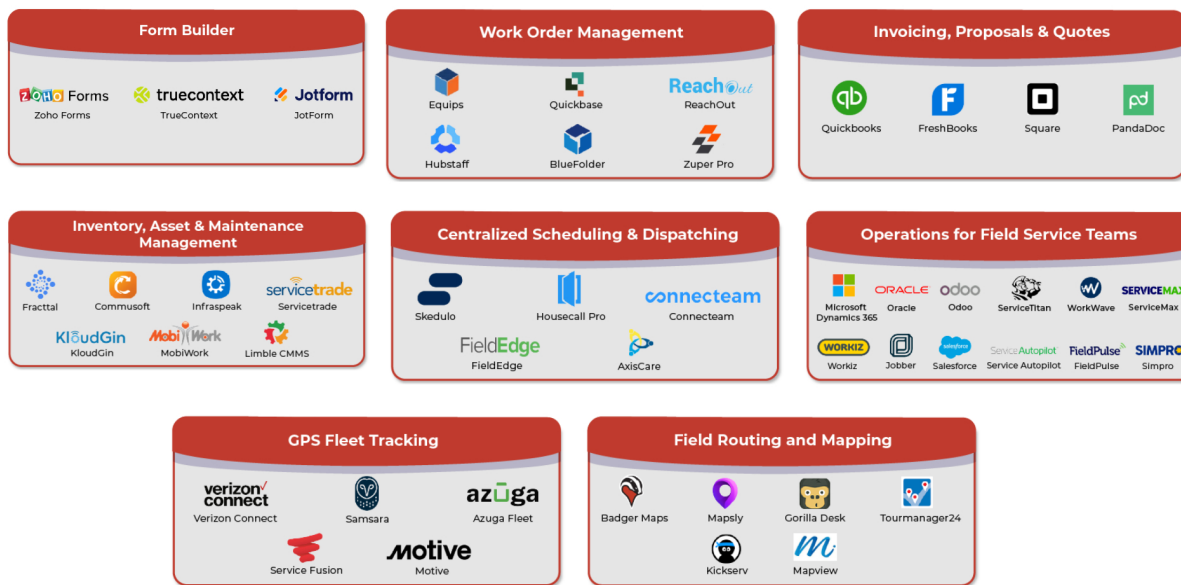 Form Builder
ZOHO Forms
truecontext
Jotform
Zoho Forms
TrueContext
JotForm
Work Order Management
ReachOut
Equips
Quickbase
ReachOut
Hubstaff
BlueFolder
Zuper Pro
Invoicing, Proposals & Quotes
qb
F
pd
Quickbooks
FreshBooks
Square
PandaDoc
Inventory, Asset & Maintenance
Management
C
servicetrade
Fracttal
Commusoft
Infraspeak
Servicetrade
KloudGin
MobiWork
KloudGin
MobiWork
Limble CMMS
Centralized Scheduling & Dispatching
connecteam
Skedulo
Housecall Pro
Connecteam
FieldEdge
FieldEdge
AxisCare
Operations for Field Service Teams
ORACLE
odoo
W
SERVICEMAX
Microsoft
Dynamics 365
Oracle
Odoo
ServiceTitan
WorkWave
ServiceMax
WORKIZ
salesforce
Service Autopilot
FieldPulse
SIMPRO
Workiz
Jobber
Salesforce
Service Autopilot
FieldPulse
Simpro
GPS Fleet Tracking
verizon
connect
azūga
Verizon Connect
Samsara
Azuga Fleet
motive
Service Fusion
Motive
Field Routing and Mapping
Badger Maps
Mapsly
Gorilla Desk
Tourmanager24
m
Kickserv
Mapview